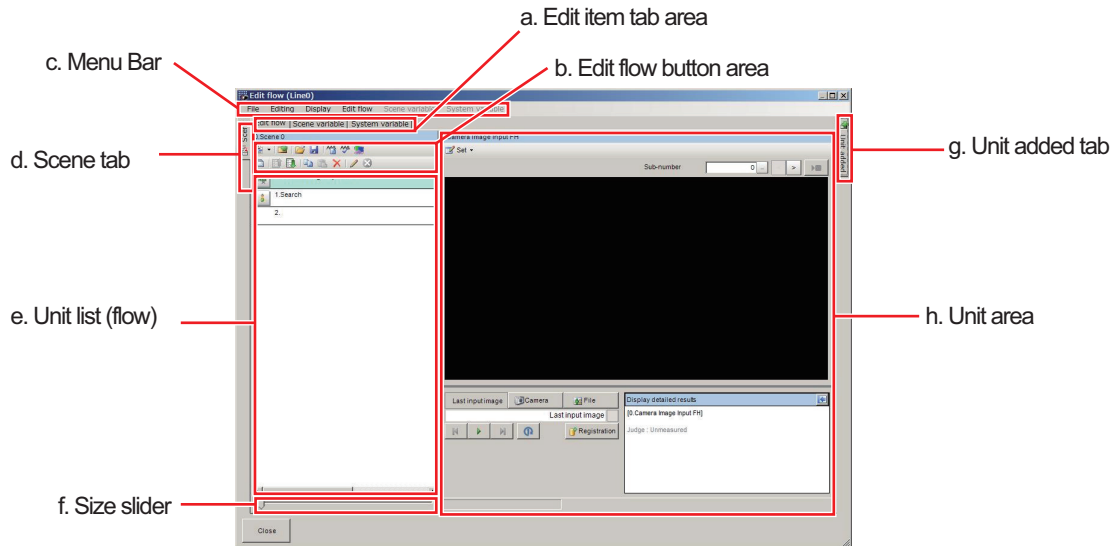 a. Edit item tab area
c. Menu Bar
b. Edit flow button area
Edit flow (Line0)
File Editing Display Edit flow Scene variable System variable
Edit flow | Scene variable | System variable |
d. Scene tab
0.Scene 0
Camera Image Input FH
Unit added
g. Unit added tab
Set
Sub-number 0 ... >
1.Search
2.
e. Unit list (flow)
h. Unit area
Last input image Camera File
Display detailed results
Last input image
[0.Camera Image Input FH]
Registration
Judge : Unmeasured
f. Size slider
Close